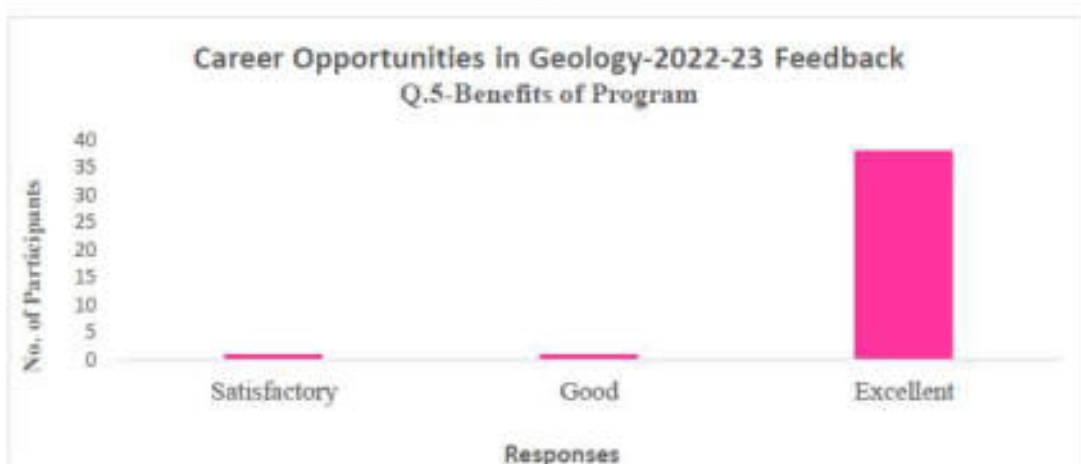 Career Opportunities in Geology-2022-23 Feedback
Q.5-Benefits of Program
No. of Participants
40
35
30
25
20
15
10
5
0
Satisfactory Good Excellent
Responses